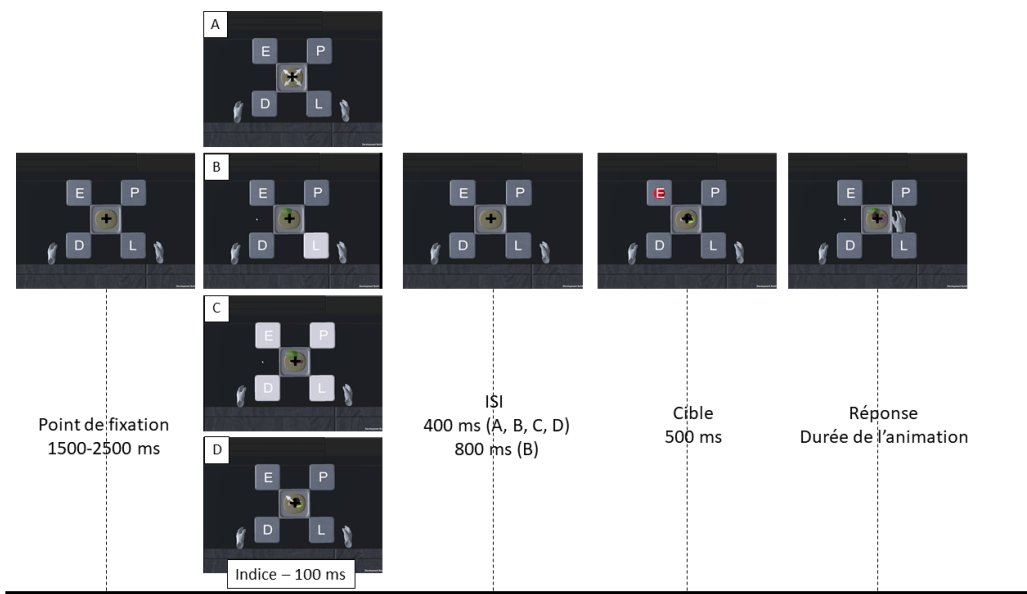 A
E P
D L
B
E P
D L
E P
D L
E P
D L
E P
D L
E P
D L
C
E P
D L
D
E P
D L
Point de fixation
1500-2500 ms
ISI
400 ms (A, B, C, D)
800 ms (B)
Cible
500 ms
Réponse
Durée de l'animation
Indice – 100 ms